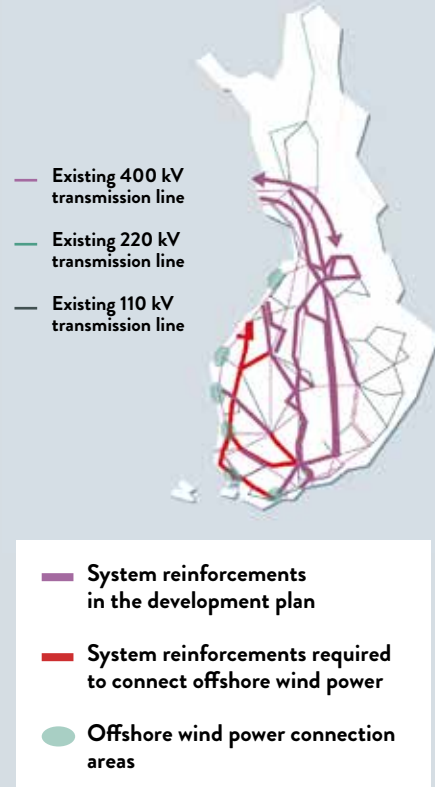 Existing 400 kV
transmission line
Existing 220 kV
transmission line
Existing 110 kV
transmission line
System reinforcements
in the development plan
System reinforcements required
to connect offshore wind power
Offshore wind power connection
areas